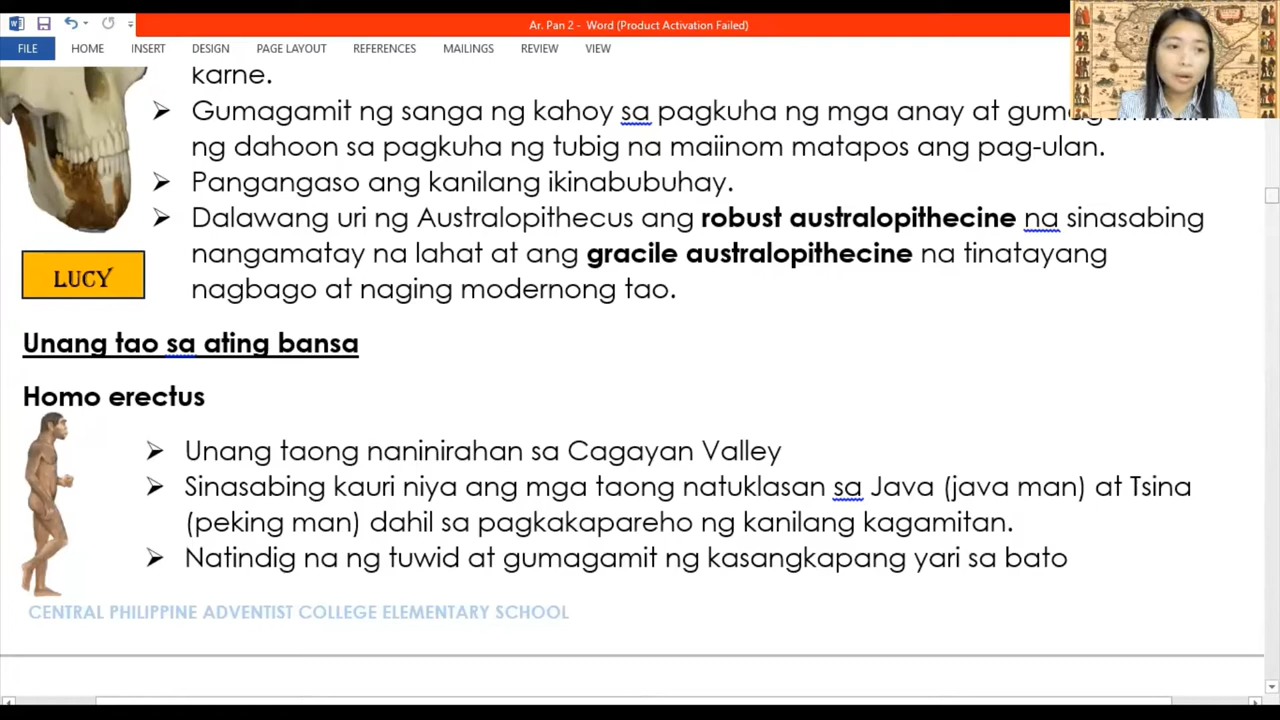 Ar. Pan 2 - Word (Product Activation Failed)
FILE HOME INSERT DESIGN PAGE LAYOUT REFERENCES MAILINGS REVIEW VIEW
karne.
➢ Gumagamit ng sanga ng kahoy sa pagkuha ng mga anay at
ng dahoon sa pagkuha ng tubig na maiinom matapos ang pag-ulan.
➢ Pangangaso ang kanilang ikinabubuhay.
➢ Dalawang uri ng Australopithecus ang robust australopithecine na sinasabing
nangamatay na lahat at ang gracile australopithecine na tinatayang
nagbago at naging modernong tao.
LUCY
Unang tao sa ating bansa
Homo erectus
➢ Unang taong naninirahan sa Cagayan Valley
➢ Sinasabing kauri niya ang mga taong natuklasan sa Java (java man) at Tsina
(peking man) dahil sa pagkakapareho ng kanilang kagamitan.
➢ Natindig na ng tuwid at gumagamit ng kasangkapang yari sa bato
CENTRAL PHILIPPINE ADVENTIST COLLEGE ELEMENTARY SCHOOL